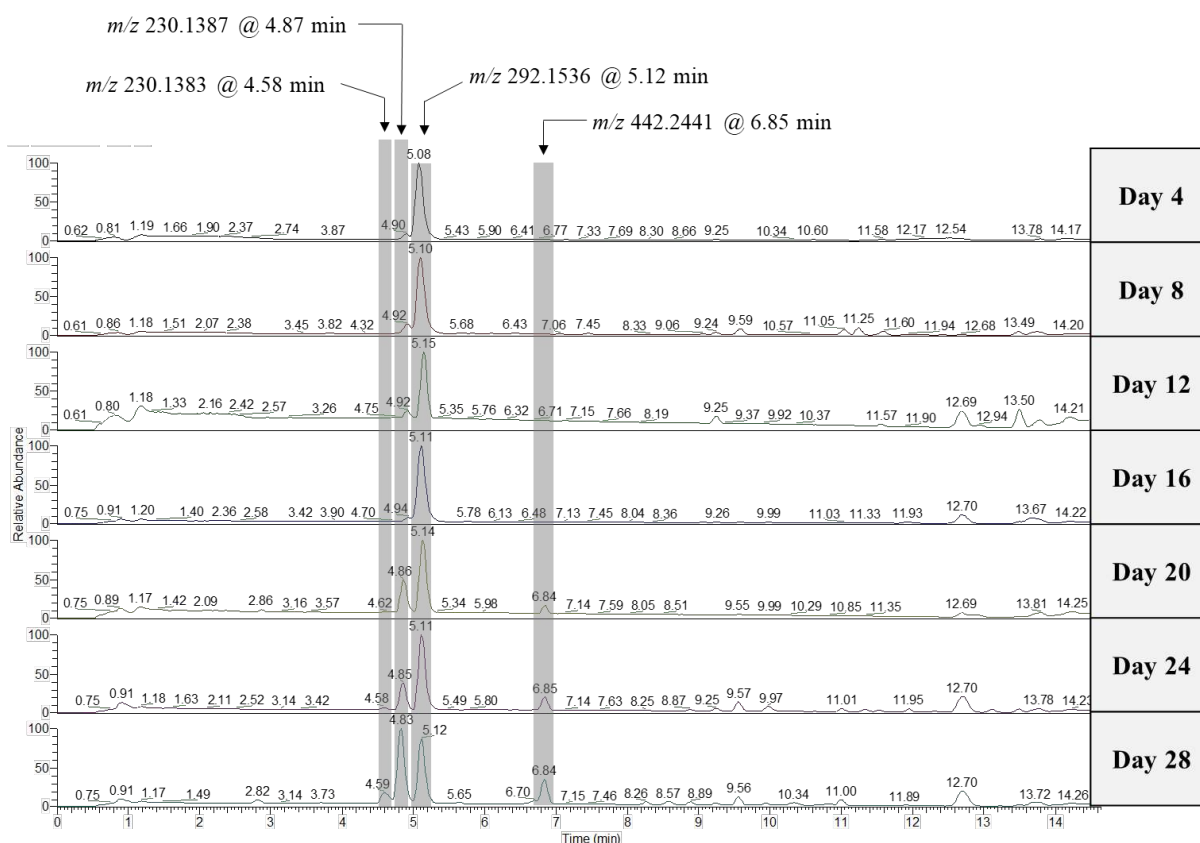 m/z 230.1387 @ 4.87 min
m/z 230.1383 @ 4.58 min
m/z 292.1536 @ 5.12 min
m/z 442.2441 @ 6.85 min
Relative Abundance
100
50
0
0.62 0.81 1.19 1.66 1.90 2.37 2.74 3.87 4.90 5.08 5.43 5.90 6.41 6.77 7.33 7.69 8.30 8.66 9.25 10.34 10.60 11.58 12.17 12.54 13.78 14.17
Day 4
100
50
0
0.61 0.86 1.18 1.51 2.07 2.38 3.45 3.82 4.32 4.92 5.10 5.68 6.43 7.06 7.45 8.33 9.06 9.24 9.59 10.57 11.05 11.25 11.60 11.94 12.68 13.49 14.20
Day 8
100
50
0
0.61 0.80 1.18 1.33 2.16 2.42 2.57 3.26 4.75 4.92 5.15 5.35 5.76 6.32 6.71 7.15 7.66 8.19 9.25 9.37 9.92 10.37 11.57 11.90 12.69 12.94 13.50 14.21
Day 12
100
50
0
0.75 0.91 1.20 1.40 2.36 2.58 3.42 3.90 4.70 4.94 5.11 5.78 6.13 6.48 7.13 7.45 8.04 8.36 9.26 9.99 11.03 11.33 11.93 12.70 13.67 14.22
Day 16
100
50
0
0.75 0.89 1.17 1.42 2.09 2.86 3.16 3.57 4.62 4.86 5.14 5.34 5.98 6.84 7.14 7.59 8.05 8.51 9.55 9.99 10.29 10.85 11.35 12.69 13.81 14.25
Day 20
100
50
0
0.75 0.91 1.18 1.63 2.11 2.52 3.14 3.42 4.58 4.85 5.11 5.49 5.80 6.85 7.14 7.63 8.25 8.87 9.25 9.57 9.97 11.01 11.95 12.70 13.78
Day 24
100
50
0
0.75 0.91 1.17 1.49 2.82 3.14 3.73 4.59 4.83 5.12 5.65 6.70 6.84 7.15 7.46 8.26 8.57 8.89 9.56 10.34 11.00 11.89 12.70 13.72 14.26
Day 28
0 1 2 3 4 5 6 7 8 9 10 11 12 13 14
Time (min)